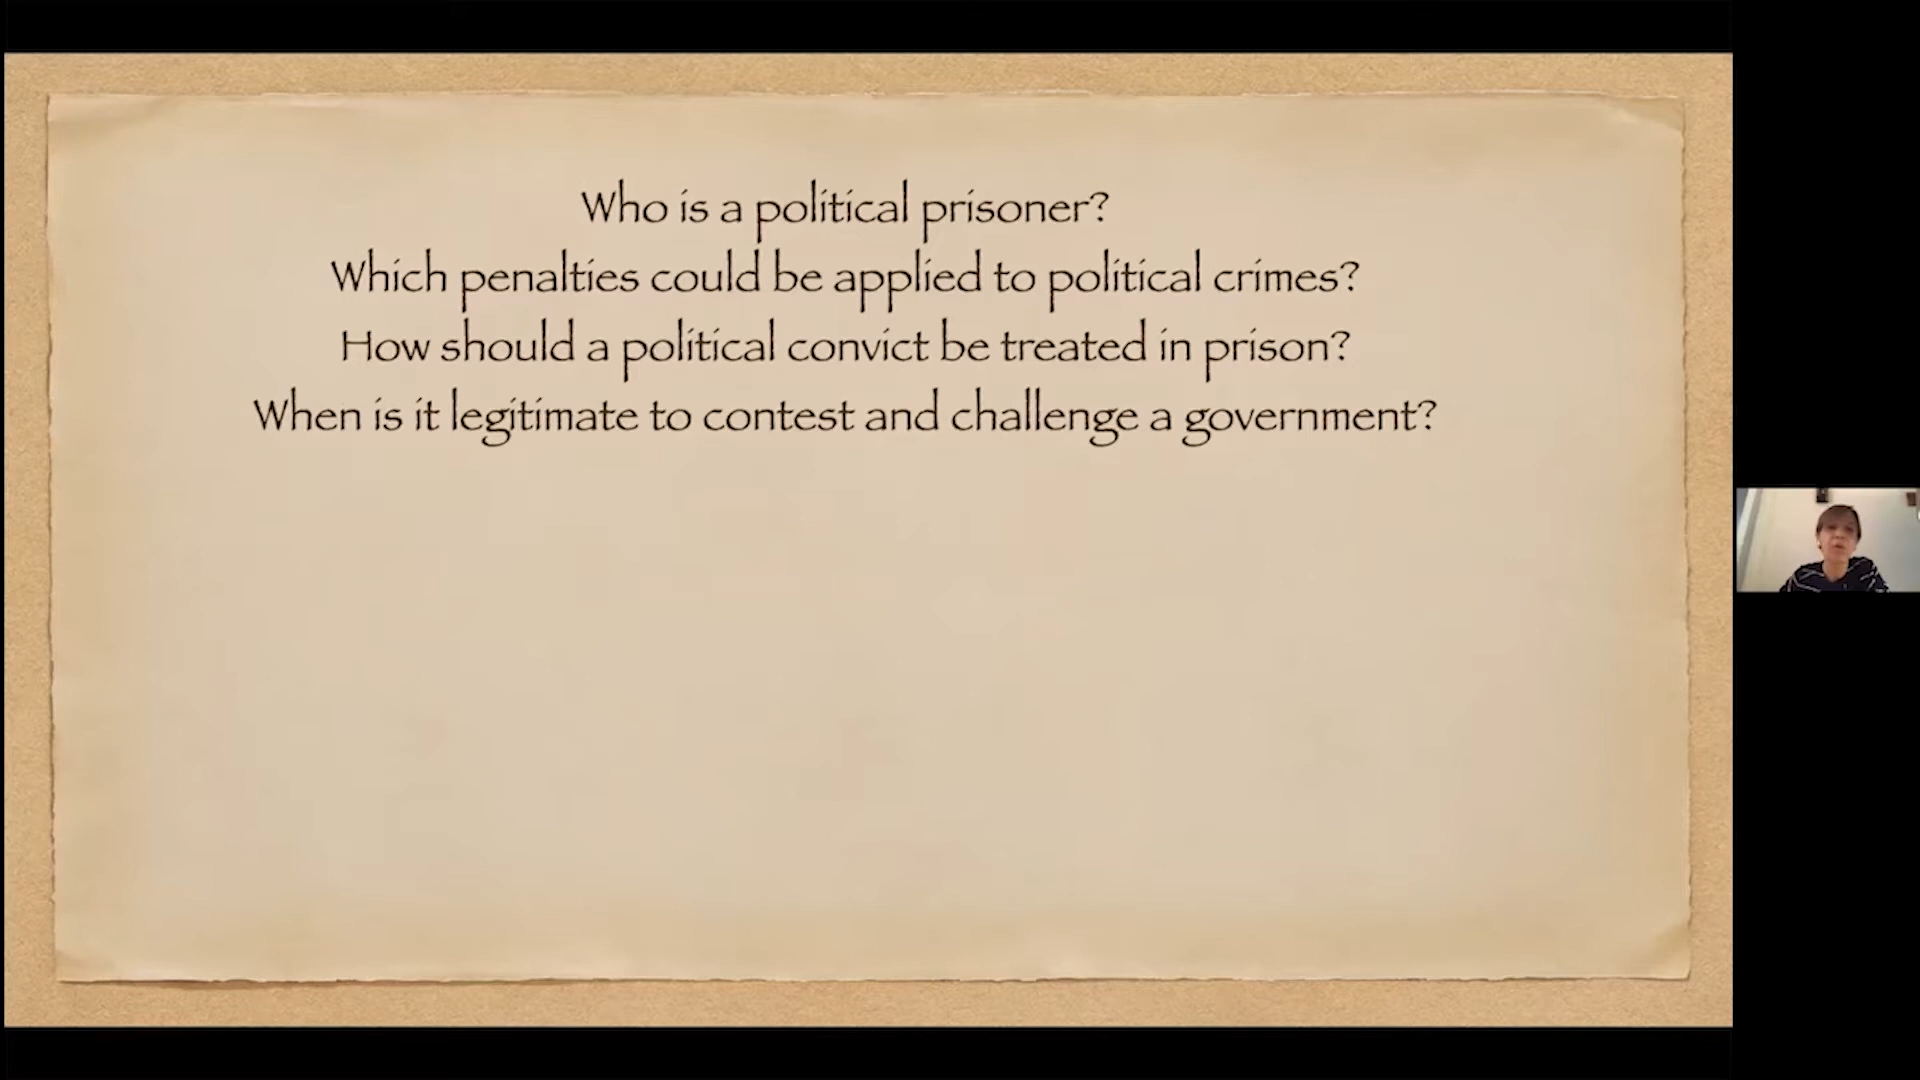 Who is a political prisoner?
Which penalties could be applied to political crimes?
How should a political convict be treated in prison?
When is it legitimate to contest and challenge a government?